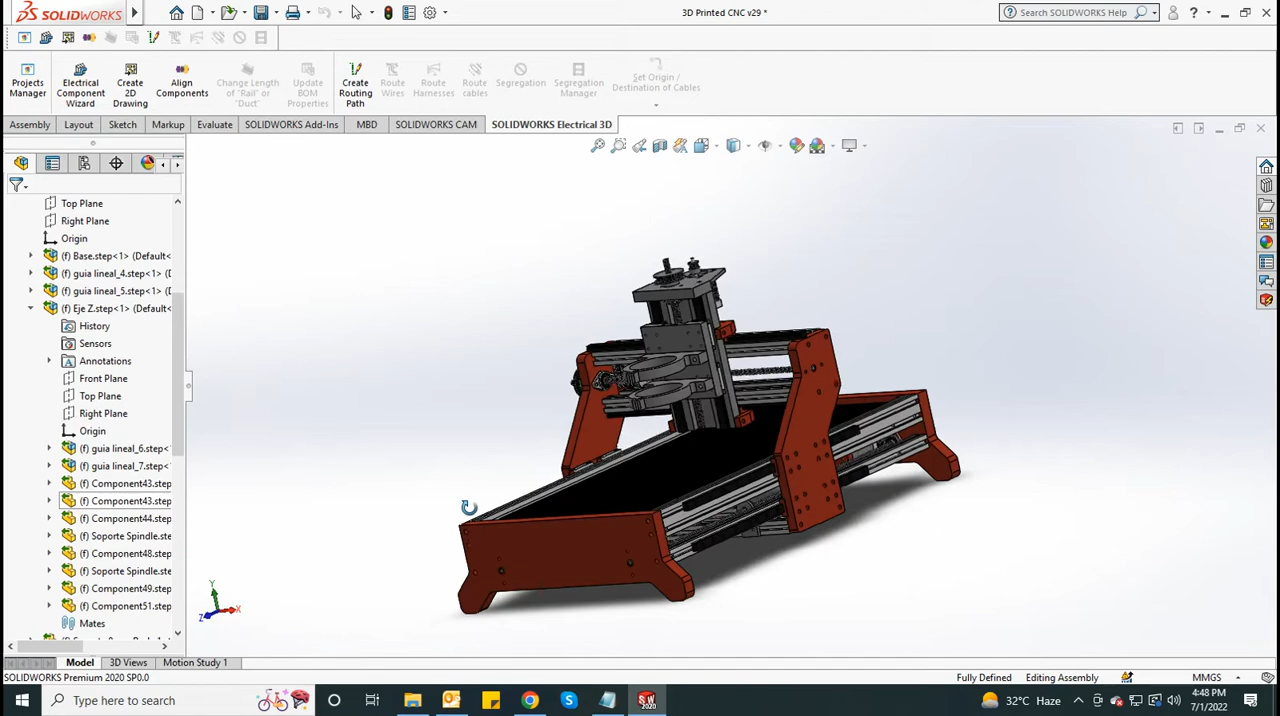 SOLIDWORKS
3D Printed CNC v29 *
Search SOLIDWORKS Help
Projects Manager
Electrical Component Wizard
Create 2D Drawing
Align Components
Change Length of "Rail" or "Duct"
Update BOM Properties
Create Routing Path
Route Wires
Route Harnesses
Route cables
Segregation
Segregation Manager
Set Origin / Destination of Cables
Assembly
Layout
Sketch
Markup
Evaluate
SOLIDWORKS Add-Ins
MBD
SOLIDWORKS CAM
SOLIDWORKS Electrical 3D
Top Plane
Right Plane
Origin
(f) Base.step<1> (Default<
(f) guia lineal_4.step<1> (D
(f) guia lineal_5.step<1> (D
(f) Eje Z.step<1> (Default<
History
Sensors
Annotations
Front Plane
Top Plane
Right Plane
Origin
(f) guia lineal_6.step<1
(f) guia lineal_7.step<1
(f) Component43.step
(f) Component43.step
(f) Component44.step
(f) Soporte Spindle.step
(f) Component48.step
(f) Soporte Spindle.step
(f) Component49.step
(f) Component51.step
Mates
Y
Z
X
Model
3D Views
Motion Study 1
SOLIDWORKS Premium 2020 SP0.0
Fully Defined
Editing Assembly
MMGS
Type here to search
SW
2020
32°C Haze
4:48 PM
7/1/2022